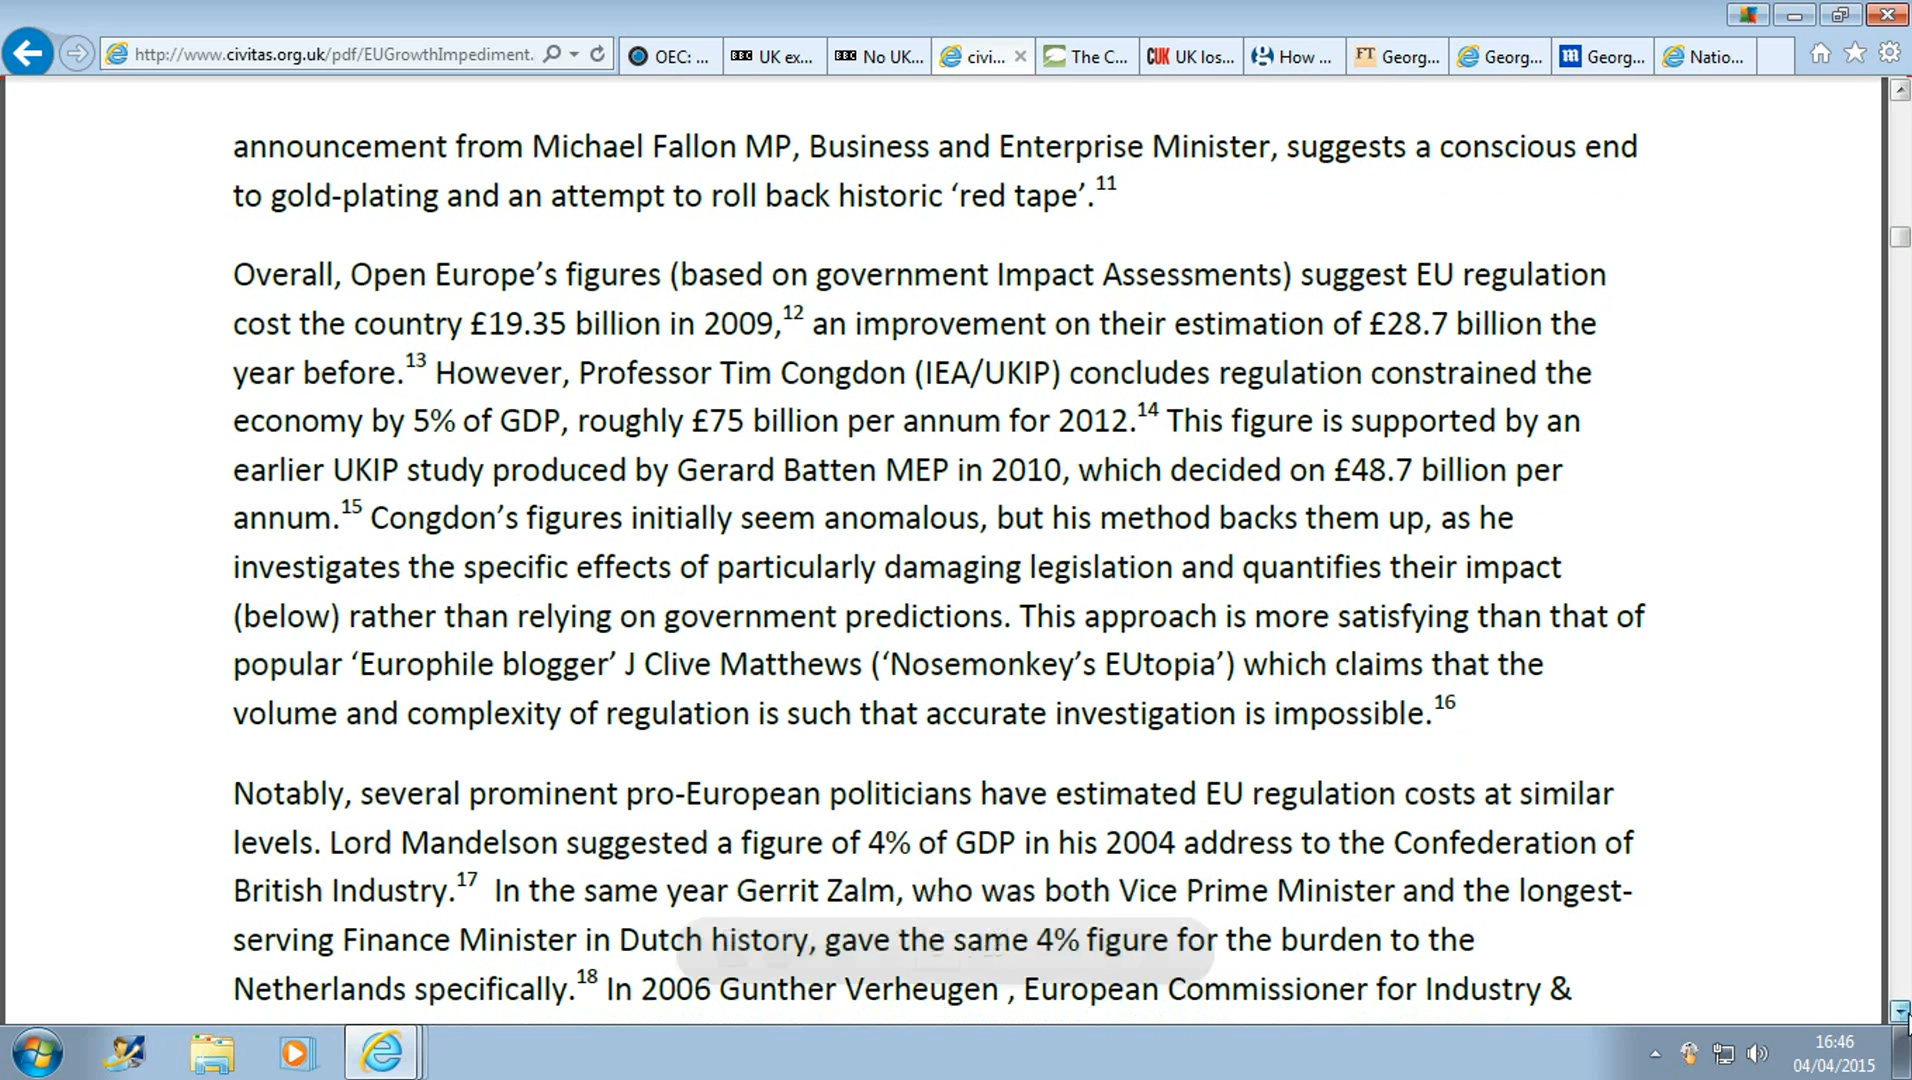 http://www.civitas.org.uk/pdf/EUGrowthImpediment.
OEC: ...
BBC UK ex...
BBC No UK...
civi...
The C...
CUK UK los...
How ...
FT Georg...
Georg...
m Georg...
Natio...
announcement from Michael Fallon MP, Business and Enterprise Minister, suggests a conscious end
to gold-plating and an attempt to roll back historic ‘red tape’.11
Overall, Open Europe’s figures (based on government Impact Assessments) suggest EU regulation
cost the country £19.35 billion in 2009,12 an improvement on their estimation of £28.7 billion the
year before.13 However, Professor Tim Congdon (IEA/UKIP) concludes regulation constrained the
economy by 5% of GDP, roughly £75 billion per annum for 2012.14 This figure is supported by an
earlier UKIP study produced by Gerard Batten MEP in 2010, which decided on £48.7 billion per
annum.15 Congdon’s figures initially seem anomalous, but his method backs them up, as he
investigates the specific effects of particularly damaging legislation and quantifies their impact
(below) rather than relying on government predictions. This approach is more satisfying than that of
popular ‘Europhile blogger’ J Clive Matthews (‘Nosemonkey’s EUtopia’) which claims that the
volume and complexity of regulation is such that accurate investigation is impossible.16
Notably, several prominent pro-European politicians have estimated EU regulation costs at similar
levels. Lord Mandelson suggested a figure of 4% of GDP in his 2004 address to the Confederation of
British Industry.17 In the same year Gerrit Zalm, who was both Vice Prime Minister and the longest-
serving Finance Minister in Dutch history, gave the same 4% figure for the burden to the
Netherlands specifically.18 In 2006 Gunther Verheugen , European Commissioner for Industry &
16:46
04/04/2015